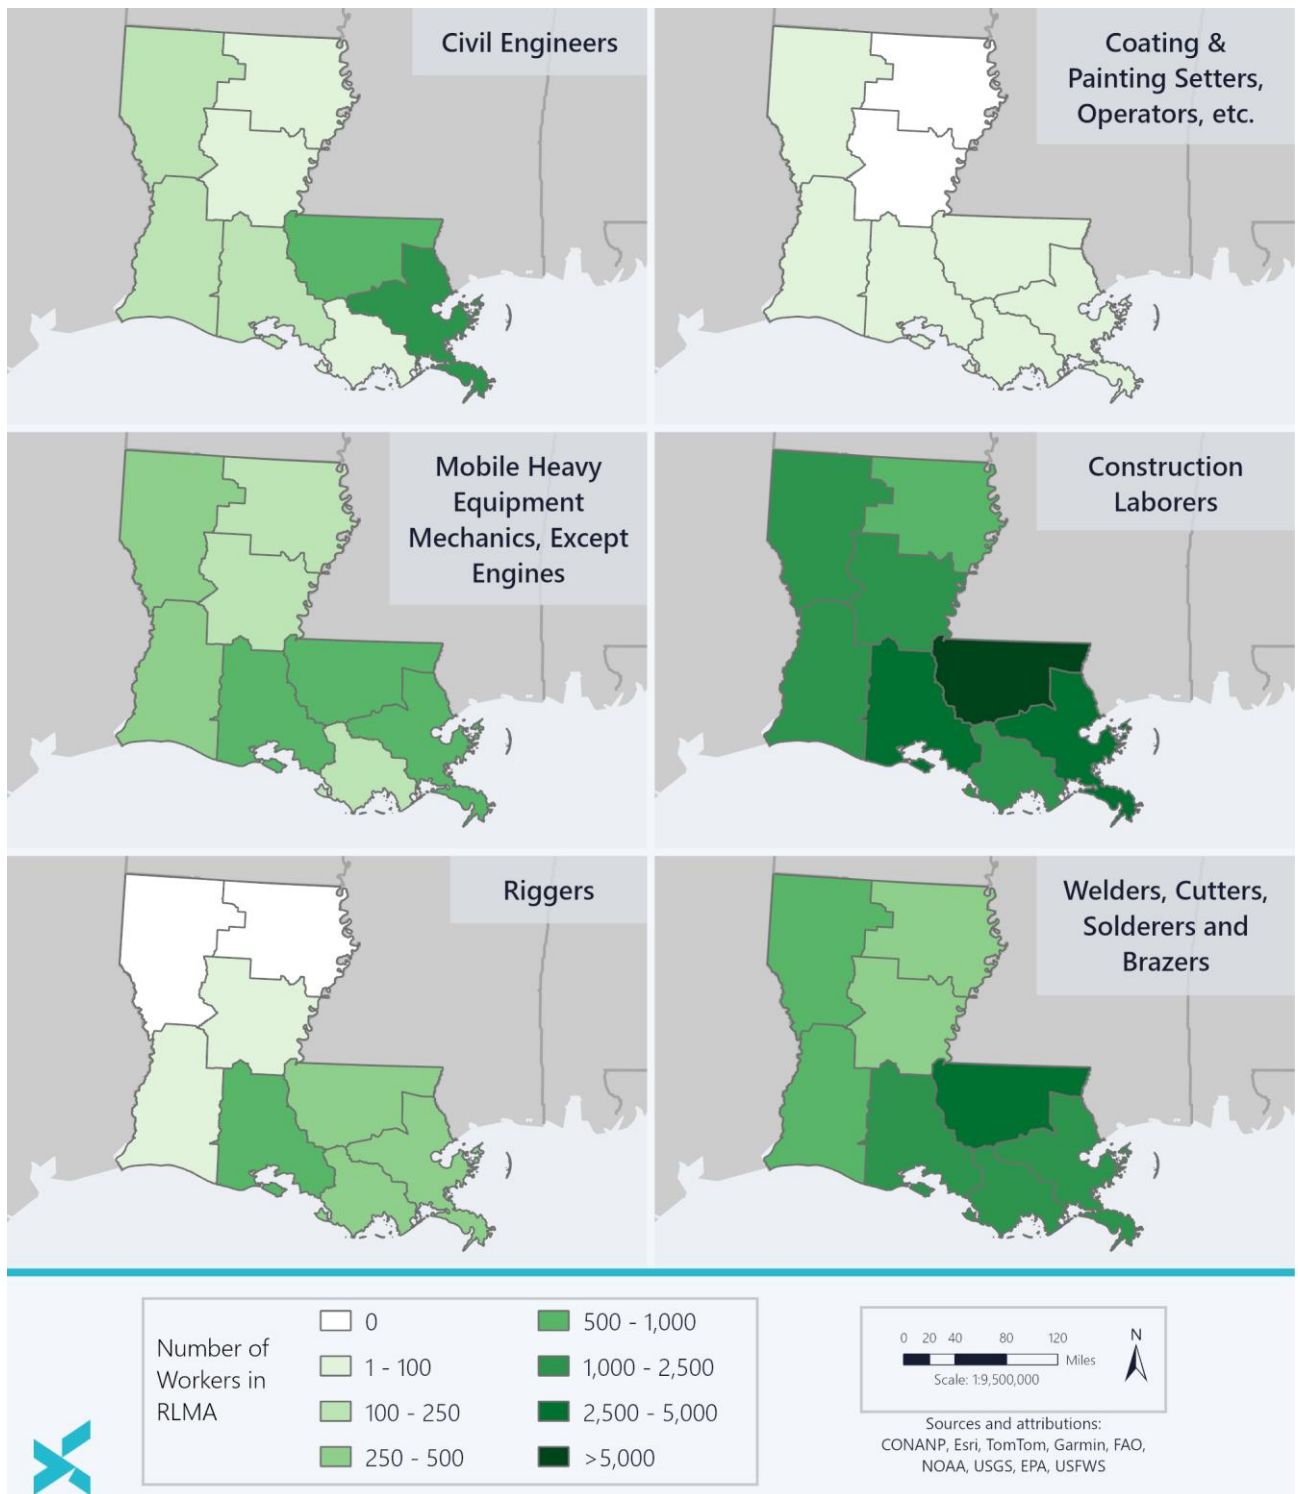 Civil Engineers
Coating &
Painting Setters,
Operators, etc.
Mobile Heavy
Equipment
Mechanics, Except
Engines
Construction
Laborers
Riggers
Welders, Cutters,
Solderers and
Brazers
Number of
Workers in
RLMA
0
1 - 100
100 - 250
250 - 500
500 - 1,000
1,000 - 2,500
2,500 - 5,000
>5,000
0 20 40 80 120
Miles
Scale: 1:9,500,000
N
Sources and attributions:
CONANP, Esri, TomTom, Garmin, FAO,
NOAA, USGS, EPA, USFWS